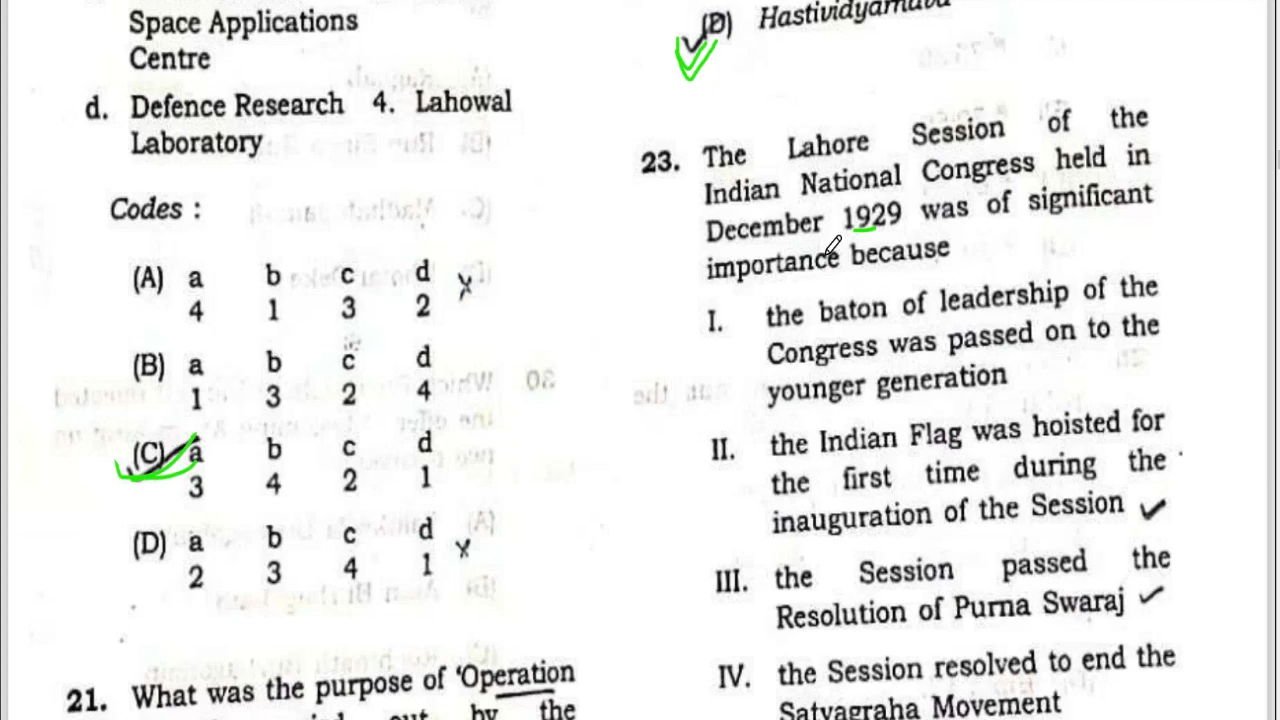 Space Applications
Centre
d. Defence Research 4. Lahowal
Laboratory
Codes :
(A) a b c d
4 1 3 2
(B) a b c d
1 3 2 4
(C) a b c d
3 4 2 1
(D) a b c d
2 3 4 1
21. What was the purpose of 'Operation
out by the
(D) Hastividyarnava
23. The Lahore Session of the
Indian National Congress held in
December 1929 was of significant
importance because
I. the baton of leadership of the
Congress was passed on to the
younger generation
II. the Indian Flag was hoisted for
the first time during the
inauguration of the Session
III. the Session passed the
Resolution of Purna Swaraj
IV. the Session resolved to end the
Satyagraha Movement